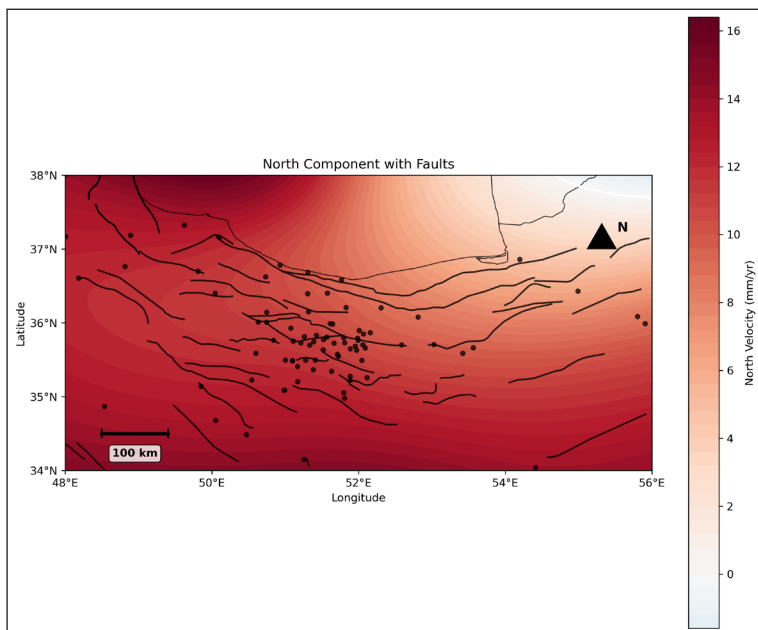 North Component with Faults
38°N
37°N
36°N
35°N
34°N
Latitude
48°E
50°E
52°E
54°E
56°E
Longitude
N
100 km
16
14
12
10
8
6
4
2
0
North Velocity (mm/yr)